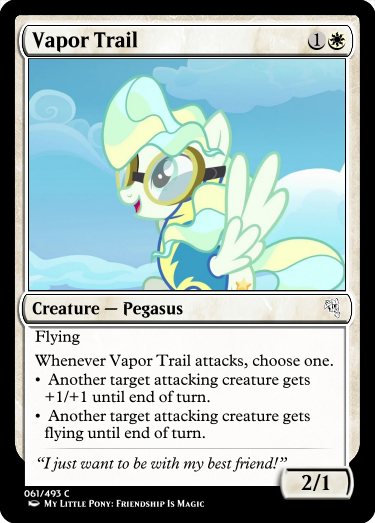 Vapor Trail 1
Creature — Pegasus
Flying
Whenever Vapor Trail attacks, choose one.
• Another target attacking creature gets
+1/+1 until end of turn.
• Another target attacking creature gets
flying until end of turn.
“I just want to be with my best friend!”
2/1
061/493 C
My Little Pony: Friendship Is Magic